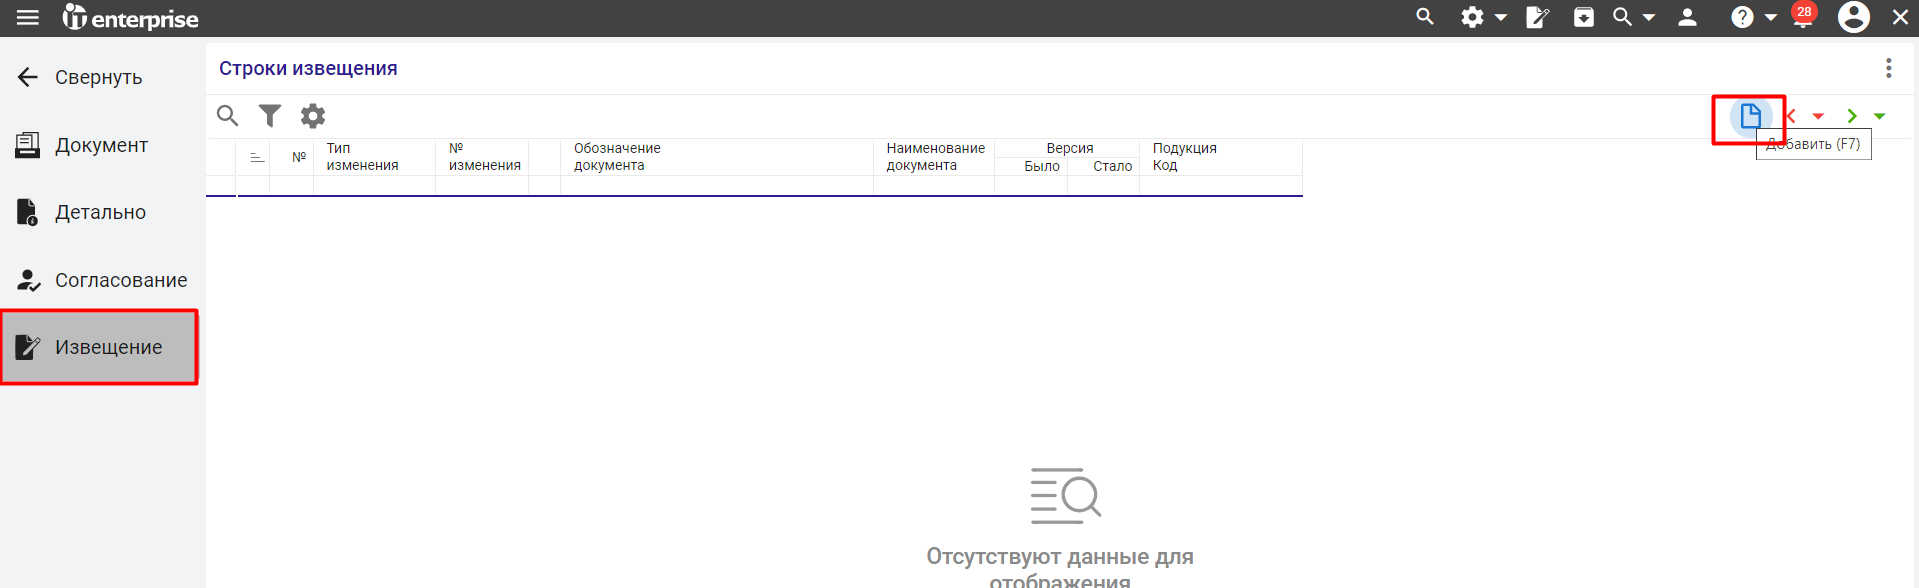 enterprise
28
Свернуть
Документ
Детально
Согласование
Извещение
Строки извещения
Добавить (F7)
№
Тип
изменения
№
изменения
Обозначение
документа
Наименование
документа
Версия
Было
Стало
Подукция
Код
Отсутствуют данные для
отображения